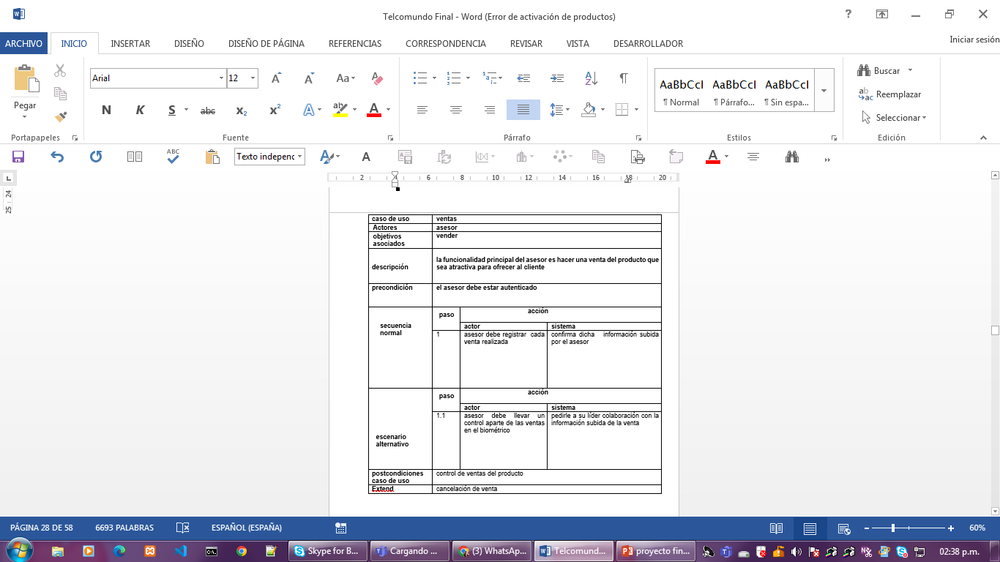 Telcomundo Final - Word (Error de activación de productos)
?
ARCHIVO INICIO INSERTAR DISEÑO DISEÑO DE PÁGINA REFERENCIAS CORRESPONDENCIA REVISAR VISTA DESARROLLADOR Iniciar sesión
Pegar
Arial 12
Aa
N K S abc x₂ x² A A
AaBbCcI AaBbCcI AaBbCcI
¶ Normal ¶ Párrafo... ¶ Sin espa...
Buscar
Reemplazar
Seleccionar
Portapapeles Fuente Párrafo Estilos Edición
ABC Texto indepenc A A A
2 4 6 8 10 12 14 16 18 20
25 24
caso de uso ventas
Actores asesor
objetivos asociados vender
descripción
la funcionalidad principal del asesor es hacer una venta del producto que
sea atractiva para ofrecer al cliente
precondición el asesor debe estar autenticado
secuencia
normal
paso acción
actor sistema
1 asesor debe registrar cada
venta realizada
confirma dicha información subida
por el asesor
escenario
alternativo
paso acción
actor sistema
1.1 asesor debe llevar un
control aparte de las ventas
en el biométrico
pedirle a su líder colaboración con la
información subida de la venta
postcondiciones
caso de uso
control de ventas del producto
Extend cancelación de venta
PÁGINA 28 DE 58 6693 PALABRAS ESPAÑOL (ESPAÑA) 60%
Skype for B... Cargando ... (3) WhatsAp... Telcomund... proyecto fin... 02:38 p.m.